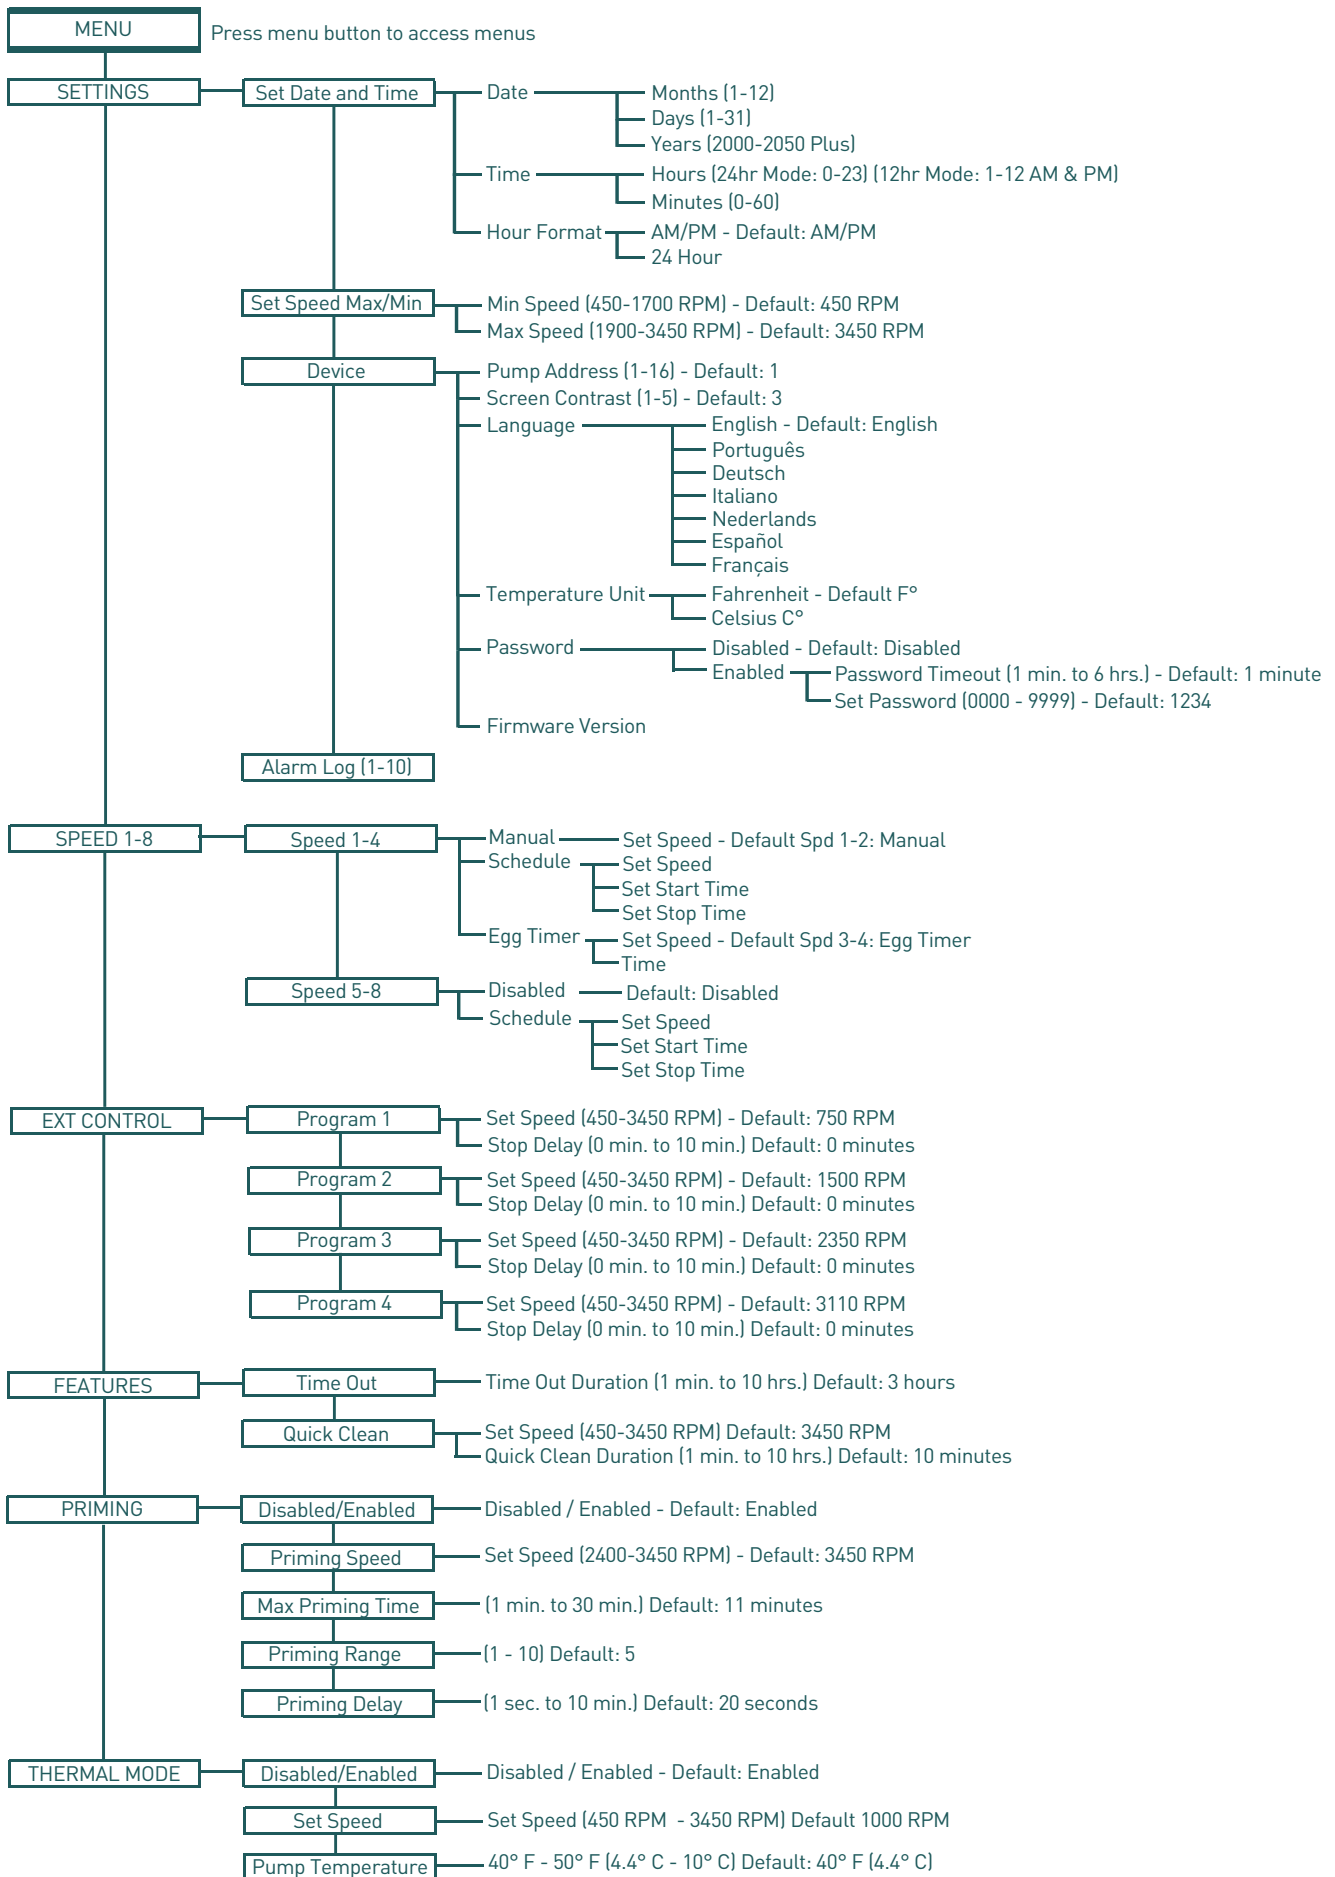 MENU
Press menu button to access menus
SETTINGS
Set Date and Time
Date
Months (1-12)
Days (1-31)
Years (2000-2050 Plus)
Time
Hours (24hr Mode: 0-23) (12hr Mode: 1-12 AM & PM)
Minutes (0-60)
Hour Format
AM/PM - Default: AM/PM
24 Hour
Set Speed Max/Min
Min Speed (450-1700 RPM) - Default: 450 RPM
Max Speed (1900-3450 RPM) - Default: 3450 RPM
Device
Pump Address (1-16) - Default: 1
Screen Contrast (1-5) - Default: 3
Language
English - Default: English
Português
Deutsch
Italiano
Nederlands
Español
Français
Temperature Unit
Fahrenheit - Default F°
Celsius C°
Password
Disabled - Default: Disabled
Enabled
Password Timeout (1 min. to 6 hrs.) - Default: 1 minute
Set Password (0000 - 9999) - Default: 1234
Firmware Version
Alarm Log (1-10)
SPEED 1-8
Speed 1-4
Manual
Set Speed - Default Spd 1-2: Manual
Schedule
Set Speed
Set Start Time
Set Stop Time
Egg Timer
Set Speed - Default Spd 3-4: Egg Timer
Time
Speed 5-8
Disabled
Default: Disabled
Schedule
Set Speed
Set Start Time
Set Stop Time
EXT CONTROL
Program 1
Set Speed (450-3450 RPM) - Default: 750 RPM
Stop Delay (0 min. to 10 min.) Default: 0 minutes
Program 2
Set Speed (450-3450 RPM) - Default: 1500 RPM
Stop Delay (0 min. to 10 min.) Default: 0 minutes
Program 3
Set Speed (450-3450 RPM) - Default: 2350 RPM
Stop Delay (0 min. to 10 min.) Default: 0 minutes
Program 4
Set Speed (450-3450 RPM) - Default: 3110 RPM
Stop Delay (0 min. to 10 min.) Default: 0 minutes
FEATURES
Time Out
Time Out Duration (1 min. to 10 hrs.) Default: 3 hours
Quick Clean
Set Speed (450-3450 RPM) Default: 3450 RPM
Quick Clean Duration (1 min. to 10 hrs.) Default: 10 minutes
PRIMING
Disabled/Enabled
Disabled / Enabled - Default: Enabled
Priming Speed
Set Speed (2400-3450 RPM) - Default: 3450 RPM
Max Priming Time
(1 min. to 30 min.) Default: 11 minutes
Priming Range
(1 - 10) Default: 5
Priming Delay
(1 sec. to 10 min.) Default: 20 seconds
THERMAL MODE
Disabled/Enabled
Disabled / Enabled - Default: Enabled
Set Speed
Set Speed (450 RPM - 3450 RPM) Default 1000 RPM
Pump Temperature
40° F - 50° F (4.4° C - 10° C) Default: 40° F (4.4° C)